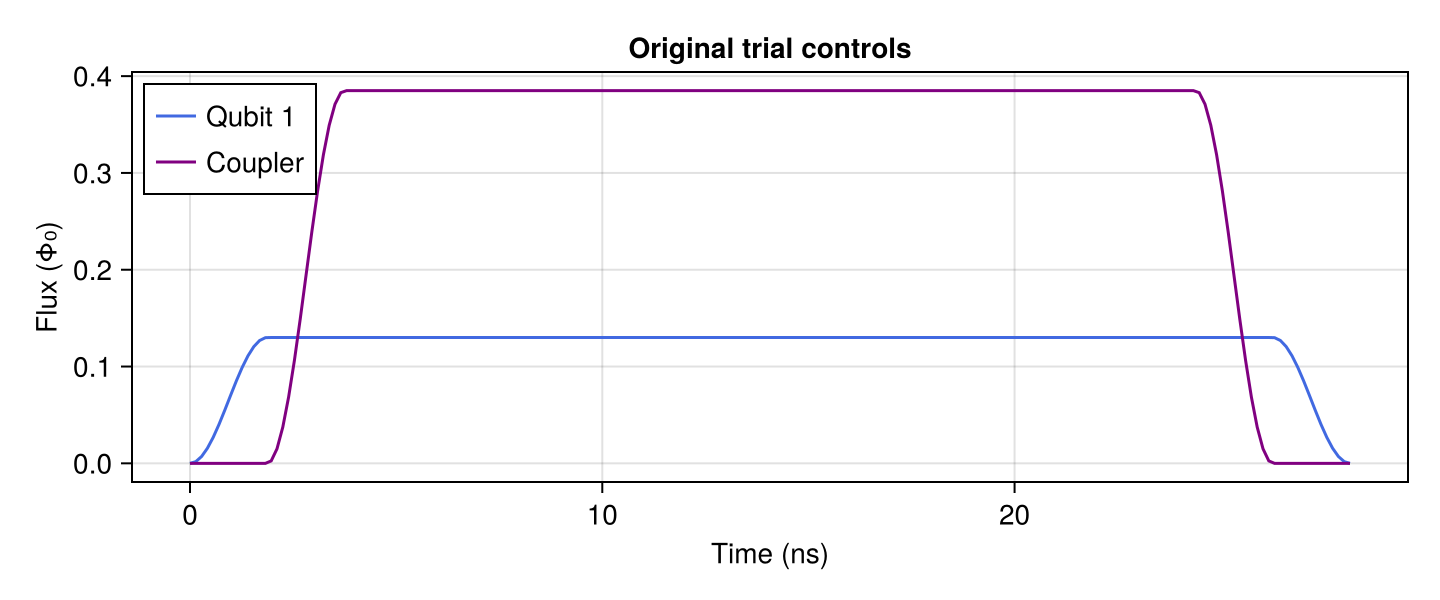 Original trial controls
Qubit 1
Coupler
Flux (Φ₀)
0.4
0.3
0.2
0.1
0.0
0 10 20
Time (ns)